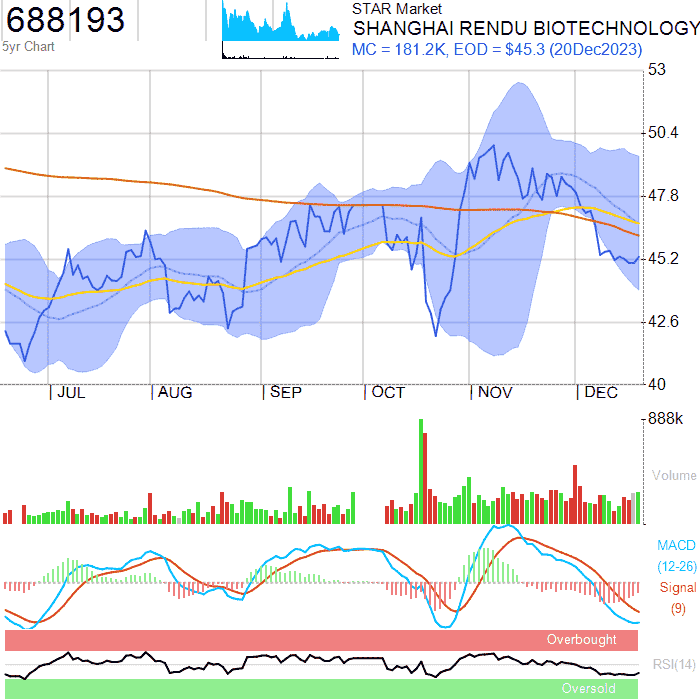 688193
5yr Chart
STAR Market
SHANGHAI RENDU BIOTECHNOLOGY
MC = 181.2K, EOD = $45.3 (20Dec2023)
53
50.4
47.8
45.2
42.6
40
JUL AUG SEP OCT NOV DEC
888k
Volume
MACD
(12-26)
Signal
(9)
Overbought
RSI(14)
Oversold